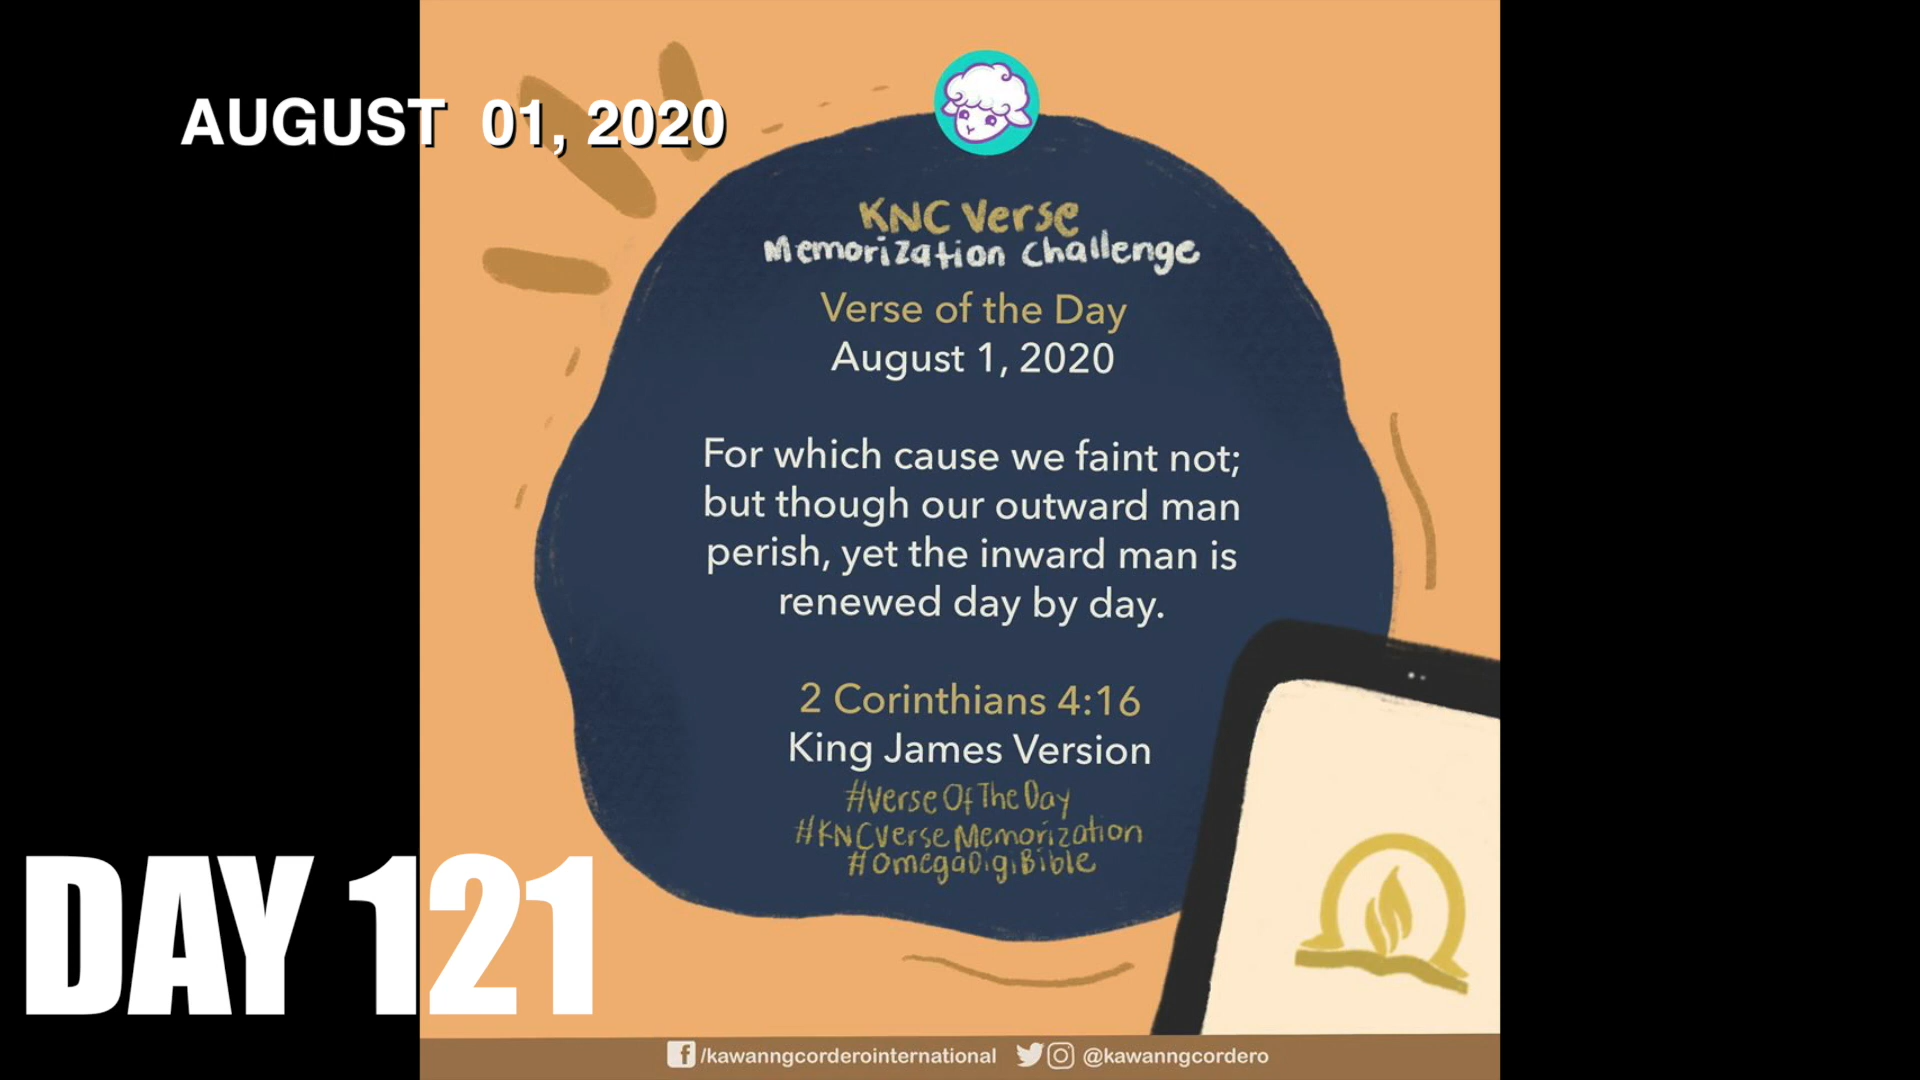 AUGUST 01, 2020
KNC Verse
Memorization Challenge
Verse of the Day
August 1, 2020
For which cause we faint not;
but though our outward man
perish, yet the inward man is
renewed day by day.
2 Corinthians 4:16
King James Version
#VerseOfTheDay
#KNCVerseMemorization
#OmegaDigiBible
DAY 121
/kawanngcorderointernational @kawanngcordero